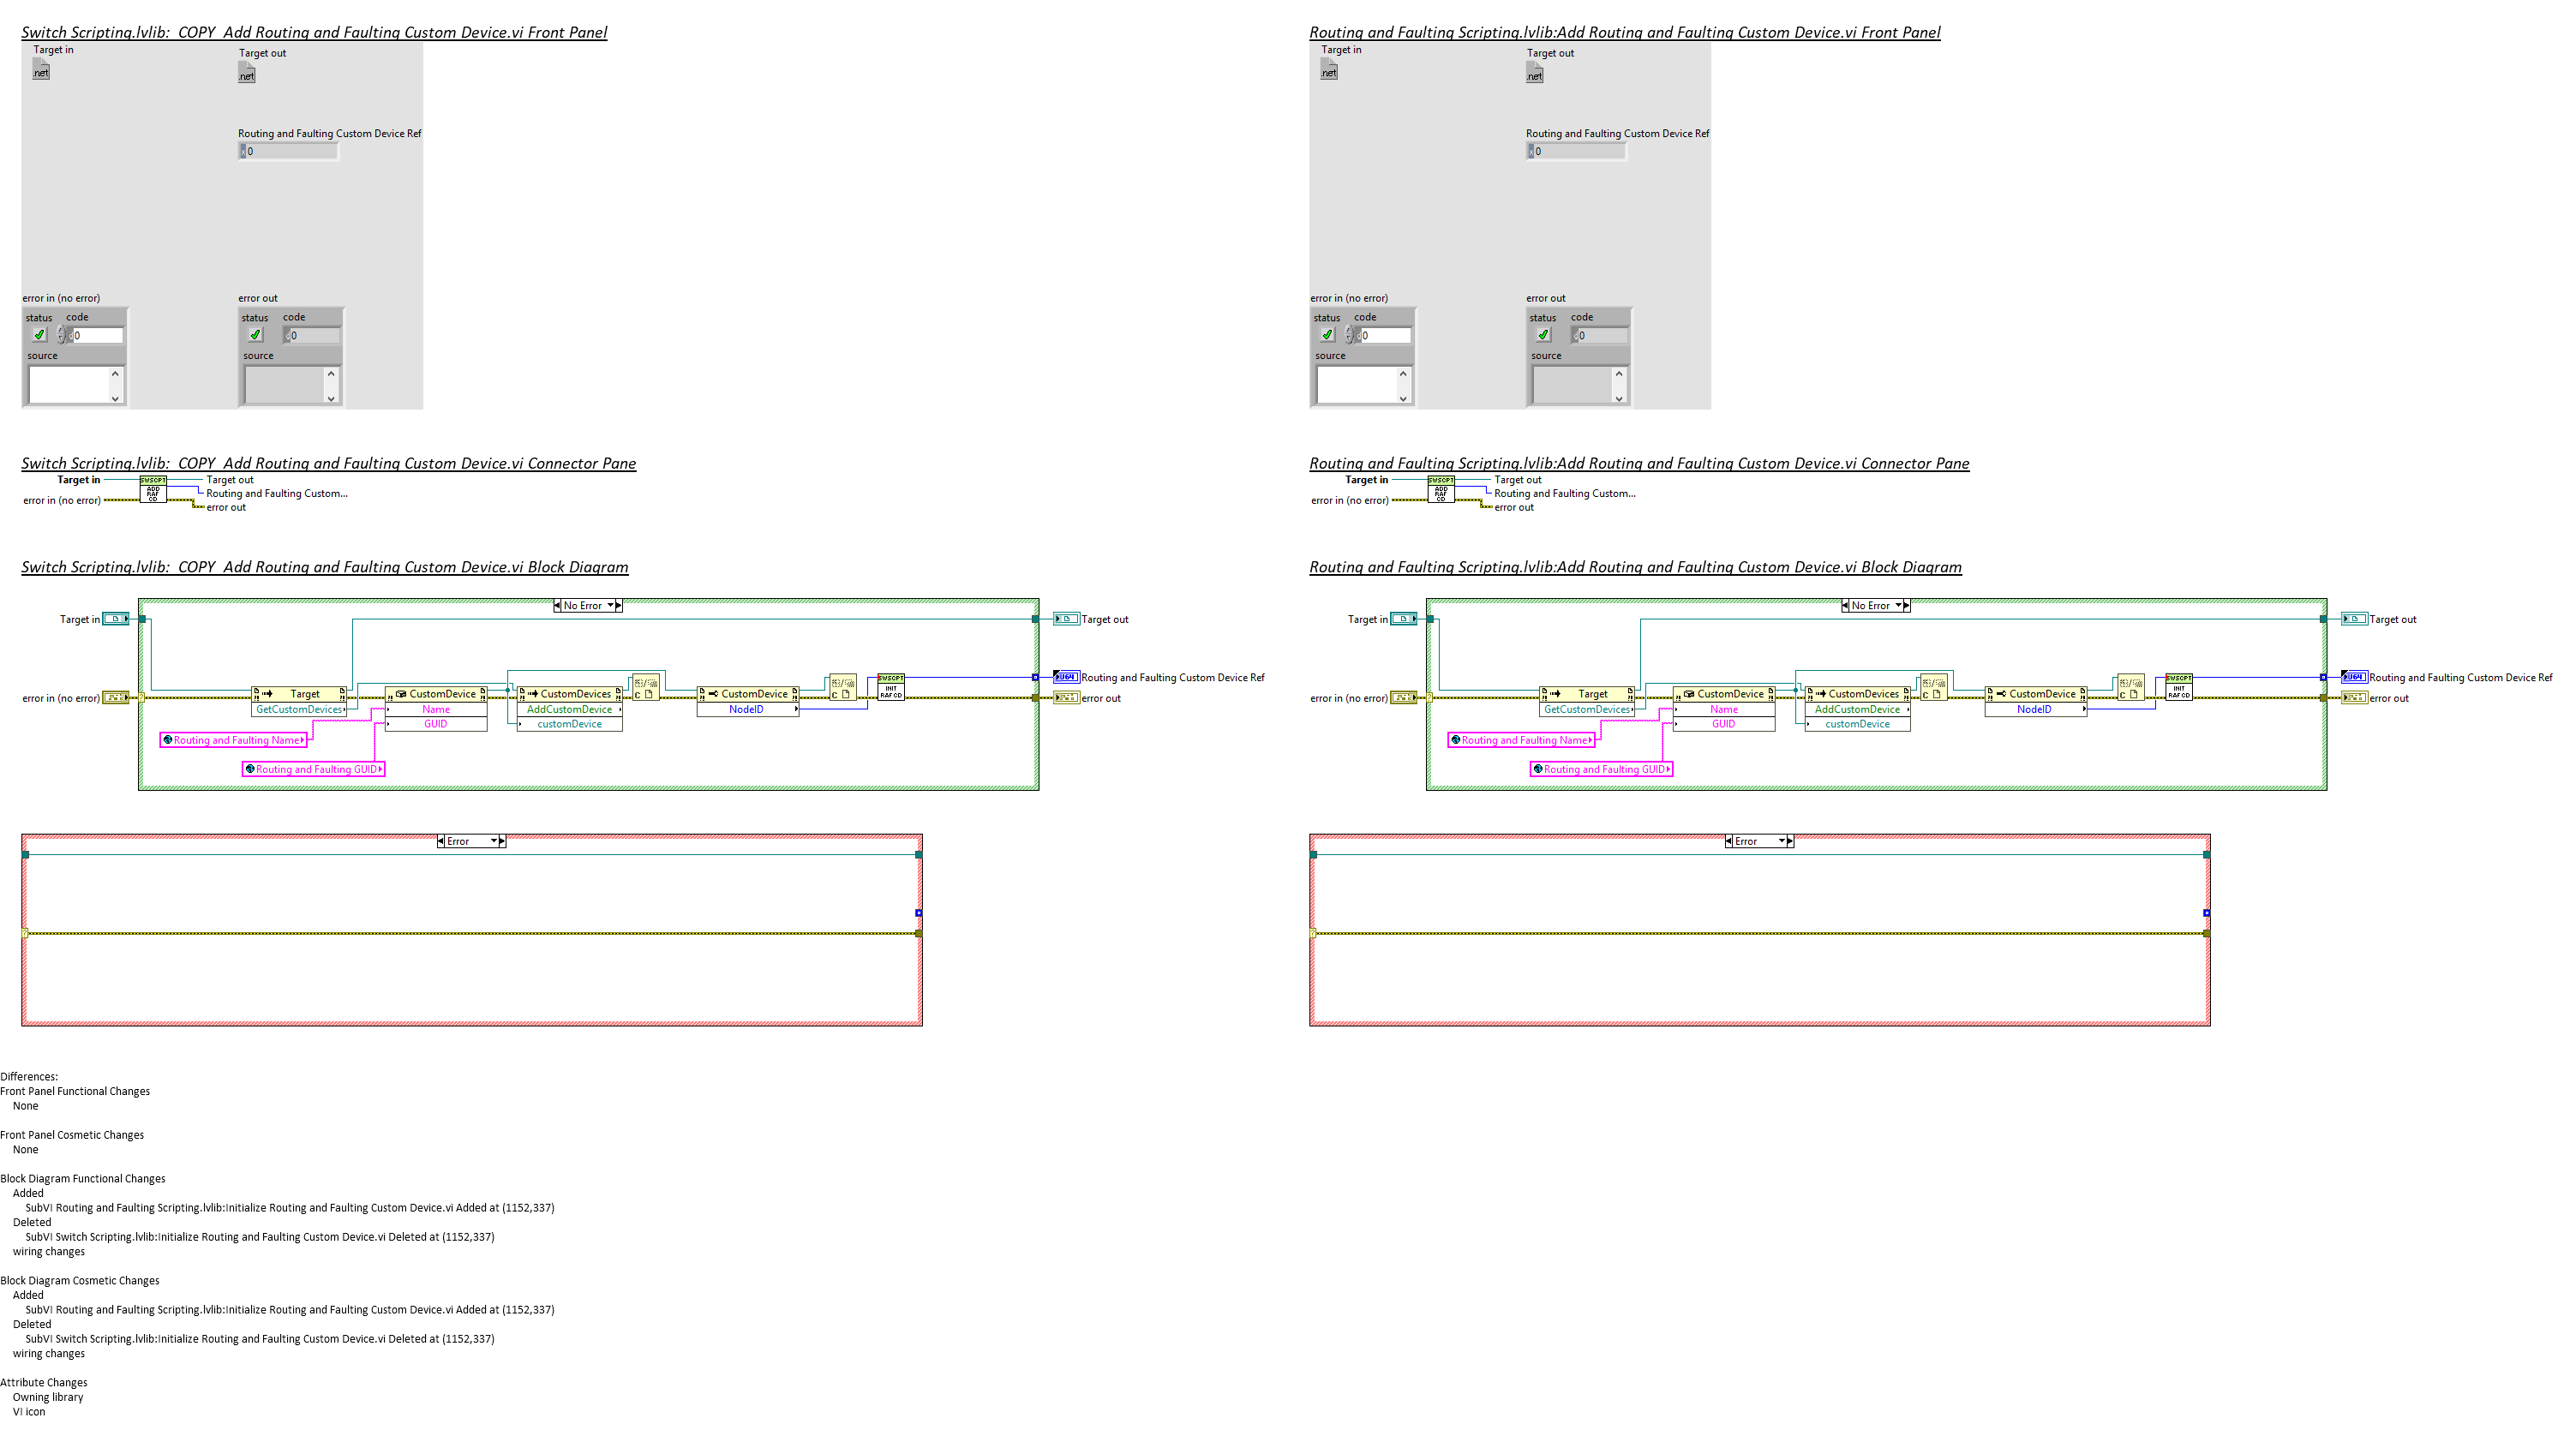 Switch Scripting.lvlib:  COPY  Add Routing and Faulting Custom Device.vi Front Panel
Target in
.net
Target out
.net
Routing and Faulting Custom Device Ref
x 0
error in (no error)
status code
0
source
error out
status code
0
source
Switch Scripting.lvlib:  COPY  Add Routing and Faulting Custom Device.vi Connector Pane
Target in
SWSCPT
ADD
RAF
CD
Target out
Routing and Faulting Custom...
error in (no error)
error out
Switch Scripting.lvlib:  COPY  Add Routing and Faulting Custom Device.vi Block Diagram
No Error
Target in
Target out
error in (no error)
Target
GetCustomDevices
CustomDevice
Name
GUID
CustomDevices
AddCustomDevice
customDevice
C
CustomDevice
NodeID
C
SWSCPT
INIT
RAF CD
U64
Routing and Faulting Custom Device Ref
error out
Routing and Faulting Name
Routing and Faulting GUID
Error
Routing and Faulting Scripting.lvlib:Add Routing and Faulting Custom Device.vi Front Panel
Target in
.net
Target out
.net
Routing and Faulting Custom Device Ref
x 0
error in (no error)
status code
0
source
error out
status code
0
source
Routing and Faulting Scripting.lvlib:Add Routing and Faulting Custom Device.vi Connector Pane
Target in
SWSCPT
ADD
RAF
CD
Target out
Routing and Faulting Custom...
error in (no error)
error out
Routing and Faulting Scripting.lvlib:Add Routing and Faulting Custom Device.vi Block Diagram
No Error
Target in
Target out
error in (no error)
Target
GetCustomDevices
CustomDevice
Name
GUID
CustomDevices
AddCustomDevice
customDevice
C
CustomDevice
NodeID
C
SWSCPT
INIT
RAF CD
U64
Routing and Faulting Custom Device Ref
error out
Routing and Faulting Name
Routing and Faulting GUID
Error
Differences:
Front Panel Functional Changes
None
Front Panel Cosmetic Changes
None
Block Diagram Functional Changes
Added
SubVI Routing and Faulting Scripting.lvlib:Initialize Routing and Faulting Custom Device.vi Added at (1152,337)
Deleted
SubVI Switch Scripting.lvlib:Initialize Routing and Faulting Custom Device.vi Deleted at (1152,337)
wiring changes
Block Diagram Cosmetic Changes
Added
SubVI Routing and Faulting Scripting.lvlib:Initialize Routing and Faulting Custom Device.vi Added at (1152,337)
Deleted
SubVI Switch Scripting.lvlib:Initialize Routing and Faulting Custom Device.vi Deleted at (1152,337)
wiring changes
Attribute Changes
Owning library
VI icon